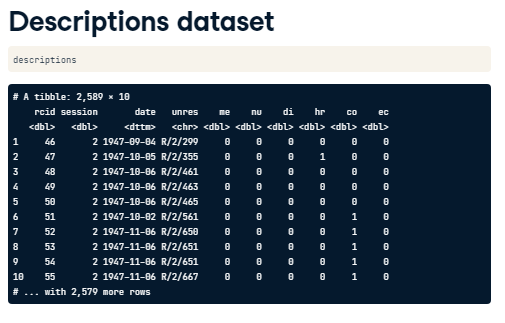 Descriptions dataset
descriptions
# A tibble: 2,589 × 10
rcid session date unres me nu di hr co ec
<dbl> <dbl> <dttm> <chr> <dbl> <dbl> <dbl> <dbl> <dbl> <dbl>
1 46 2 1947-09-04 R/2/299 0 0 0 0 0 0
2 47 2 1947-10-05 R/2/355 0 0 0 1 0 0
3 48 2 1947-10-06 R/2/461 0 0 0 0 0 0
4 49 2 1947-10-06 R/2/463 0 0 0 0 0 0
5 50 2 1947-10-06 R/2/465 0 0 0 0 0 0
6 51 2 1947-10-02 R/2/561 0 0 0 0 1 0
7 52 2 1947-11-06 R/2/650 0 0 0 0 1 0
8 53 2 1947-11-06 R/2/651 0 0 0 0 1 0
9 54 2 1947-11-06 R/2/651 0 0 0 0 1 0
10 55 2 1947-11-06 R/2/667 0 0 0 0 1 0
# ... with 2,579 more rows